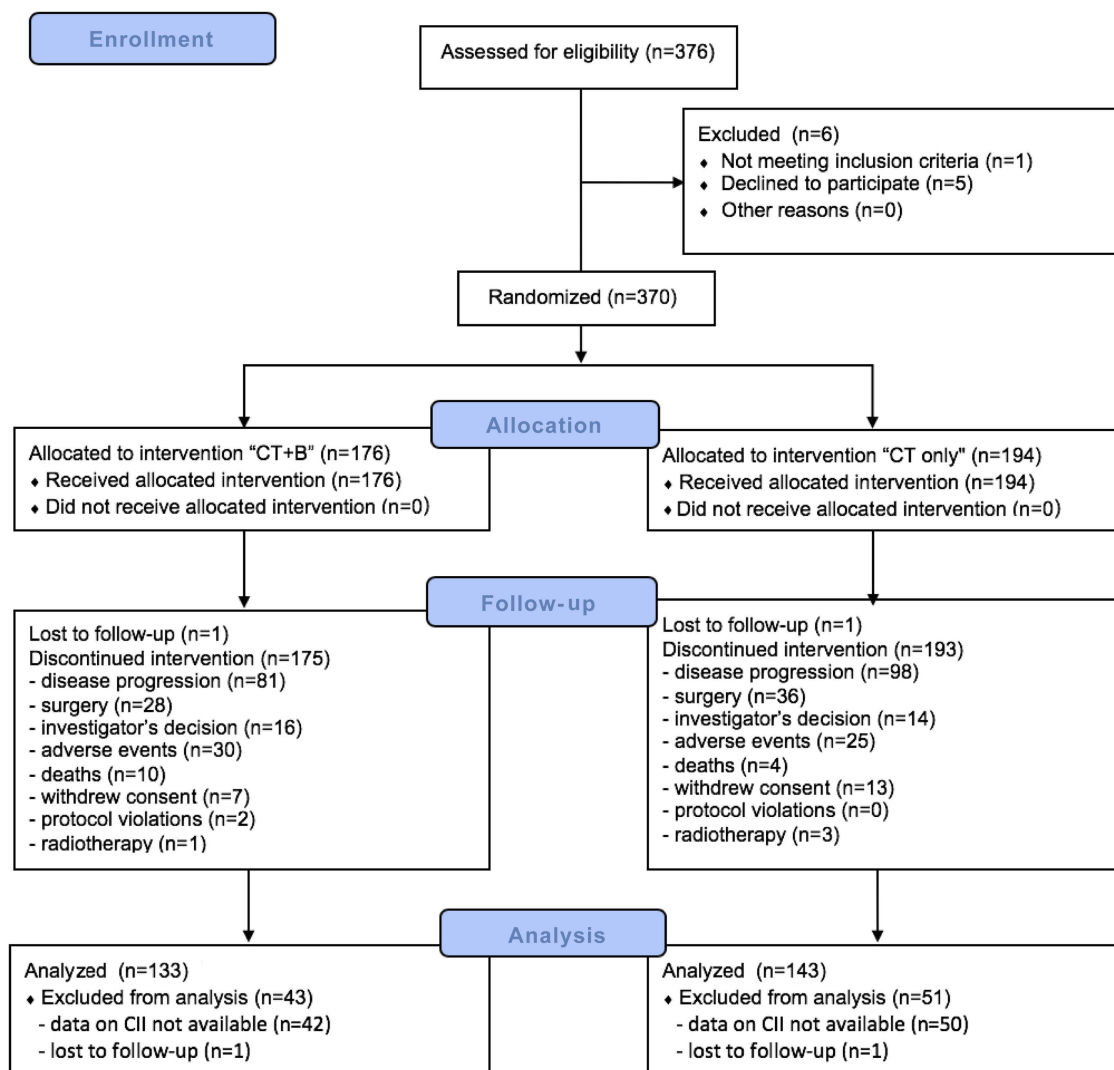 Enrollment
Assessed for eligibility (n=376)
Excluded (n=6)
♦ Not meeting inclusion criteria (n=1)
♦ Declined to participate (n=5)
♦ Other reasons (n=0)
Randomized (n=370)
Allocation
Allocated to intervention “CT+B” (n=176)
♦ Received allocated intervention (n=176)
♦ Did not receive allocated intervention (n=0)
Allocated to intervention “CT only" (n=194)
♦ Received allocated intervention (n=194)
♦ Did not receive allocated intervention (n=0)
Follow-up
Lost to follow-up (n=1)
Discontinued intervention (n=175)
- disease progression (n=81)
- surgery (n=28)
- investigator’s decision (n=16)
- adverse events (n=30)
- deaths (n=10)
- withdrew consent (n=7)
- protocol violations (n=2)
- radiotherapy (n=1)
Lost to follow-up (n=1)
Discontinued intervention (n=193)
- disease progression (n=98)
- surgery (n=36)
- investigator’s decision (n=14)
- adverse events (n=25)
- deaths (n=4)
- withdrew consent (n=13)
- protocol violations (n=0)
- radiotherapy (n=3)
Analysis
Analyzed (n=133)
♦ Excluded from analysis (n=43)
- data on CII not available (n=42)
- lost to follow-up (n=1)
Analyzed (n=143)
♦ Excluded from analysis (n=51)
- data on CII not available (n=50)
- lost to follow-up (n=1)